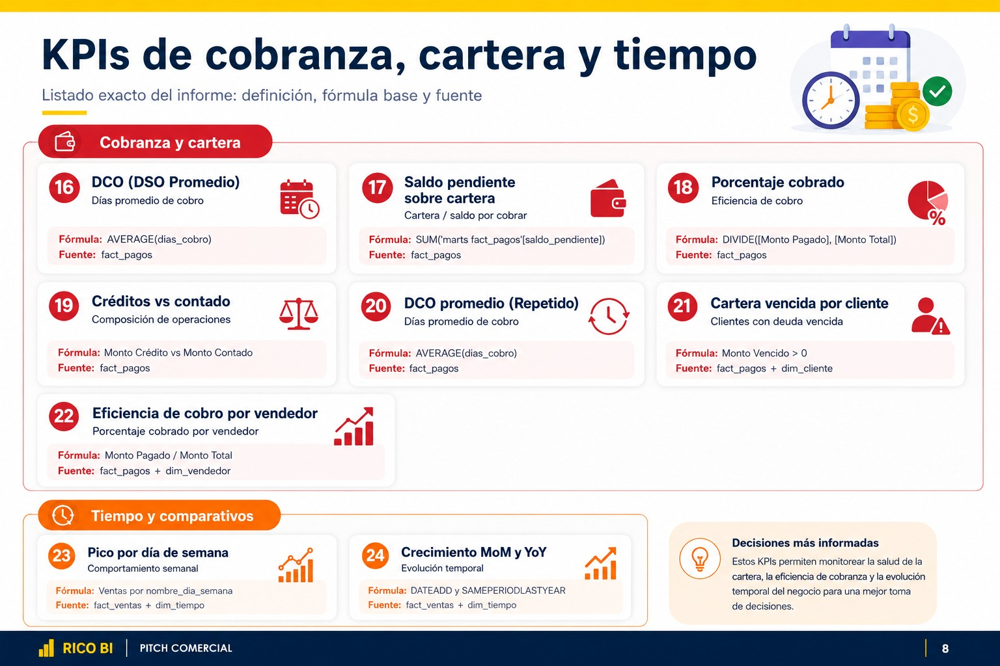 KPIs de cobranza, cartera y tiempo
Listado exacto del informe: definición, fórmula base y fuente
Cobranza y cartera
16
DCO (DSO Promedio)
Días promedio de cobro
Fórmula: AVERAGE(dias_cobro)
Fuente: fact_pagos
17
Saldo pendiente
sobre cartera
Cartera / saldo por cobrar
Fórmula: SUM('marts fact_pagos'[saldo_pendiente])
Fuente: fact_pagos
18
Porcentaje cobrado
Eficiencia de cobro
%
Fórmula: DIVIDE([Monto Pagado], [Monto Total])
Fuente: fact_pagos
19
Créditos vs contado
Composición de operaciones
Fórmula: Monto Crédito vs Monto Contado
Fuente: fact_pagos
20
DCO promedio (Repetido)
Días promedio de cobro
Fórmula: AVERAGE(dias_cobro)
Fuente: fact_pagos
21
Cartera vencida por cliente
Clientes con deuda vencida
Fórmula: Monto Vencido > 0
Fuente: fact_pagos + dim_cliente
22
Eficiencia de cobro por vendedor
Porcentaje cobrado por vendedor
Fórmula: Monto Pagado / Monto Total
Fuente: fact_pagos + dim_vendedor
Tiempo y comparativos
23
Pico por día de semana
Comportamiento semanal
Fórmula: Ventas por nombre_dia_semana
Fuente: fact_ventas + dim_tiempo
24
Crecimiento MoM y YoY
Evolución temporal
Fórmula: DATEADD y SAMEPERIODLASTYEAR
Fuente: fact_ventas + dim_tiempo
Decisiones más informadas
Estos KPIs permiten monitorear la salud de la
cartera, la eficiencia de cobranza y la evolución
temporal del negocio para una mejor toma
de decisiones.
RICO BI
PITCH COMERCIAL
8